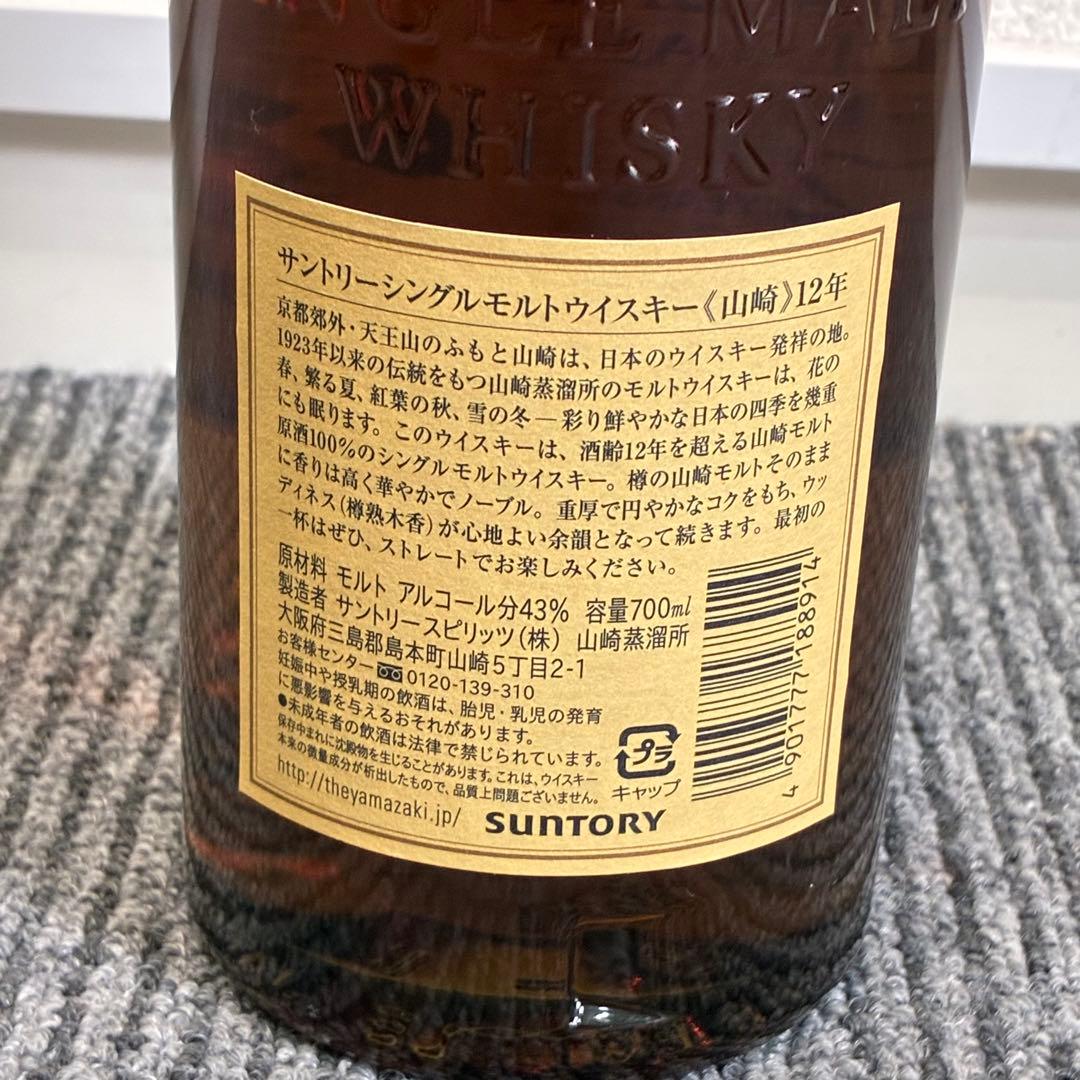 SINGLE MALT
WHISKY
サントリーシングルモルトウイスキー《山崎》12年
京都郊外・天王山のふもと山崎は、日本のウイスキー発祥の地。
1923年以来の伝統をもつ山崎蒸溜所のモルトウイスキーは、花の
春、繁る夏、紅葉の秋、雪の冬―彩り鮮やかな日本の四季を幾重
にも眠ります。このウイスキーは、酒齢12年を超える山崎モルト
原酒100%のシングルモルトウイスキー。樽の山崎モルトそのまま
に香りは高く華やかでノーブル。重厚で円やかなコクをもち、ウッ
ディネス(樽熟木香)が心地よい余韻となって続きます。最初の
一杯はぜひ、ストレートでお楽しみください。
原材料 モルト アルコール分43% 容量700ml
製造者 サントリースピリッツ(株) 山崎蒸溜所
大阪府三島郡島本町山崎5丁目2-1
お客様センター 0120-139-310
妊娠中や授乳期の飲酒は、胎児・乳児の発育
に悪影響を与えるおそれがあります。
●未成年者の飲酒は法律で禁じられています。
保存中まれに沈殿物を生じることがあります。これは、ウイスキー
本来の微量成分が析出したもので、品質上問題ございません。
http://theyamazaki.jp/
プラ
キャップ
SUNTORY
4 901777 188914